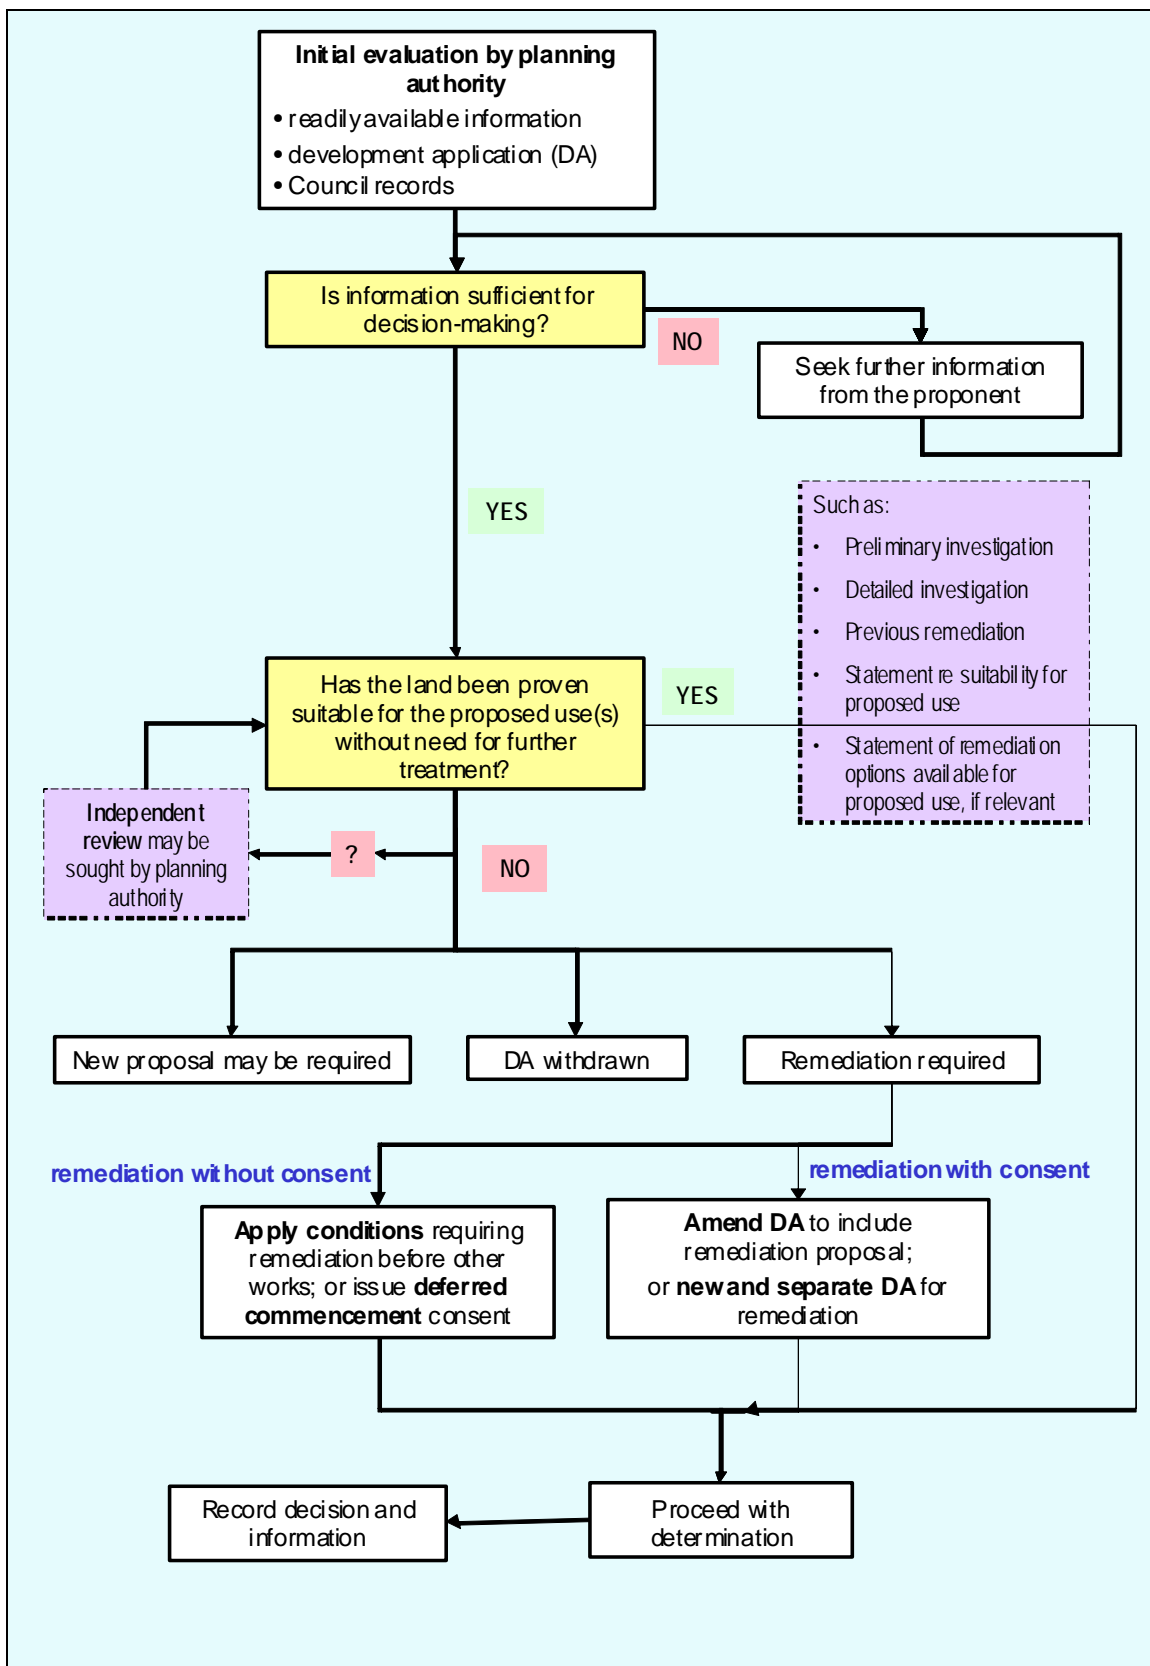 Initial evaluation by planning
authority
• readily available information
• development application (DA)
• Council records
Is information sufficient for
decision-making?
NO
Seek further information
from the proponent
YES
Such as:
• Preliminary investigation
• Detailed investigation
• Previous remediation
• Statement re suitability for
proposed use
• Statement of remediation
options available for
proposed use, if relevant
Has the land been proven
suitable for the proposed use(s)
without need for further
treatment?
YES
Independent
review may be
sought by planning
authority
?
NO
New proposal may be required
DA withdrawn
Remediation required
remediation without consent
remediation with consent
Apply conditions requiring
remediation before other
works; or issue deferred
commencement consent
Amend DA to include
remediation proposal;
or new and separate DA for
remediation
Record decision and
information
Proceed with
determination